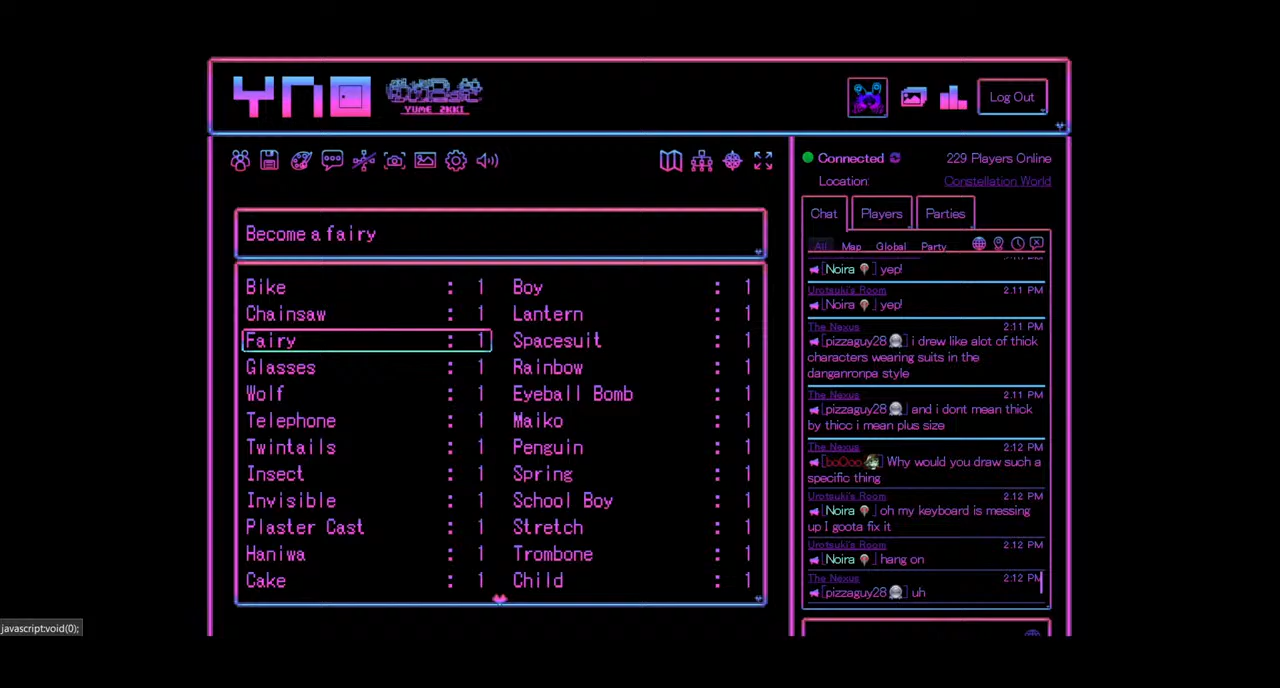 YNO
YUME 2KKI
Log Out
Connected
229 Players Online
Location:
Constellation World
Chat
Players
Parties
All
Map
Global
Party
Become a fairy
Bike : 1 Boy : 1
Chainsaw : 1 Lantern : 1
Fairy : 1 Spacesuit : 1
Glasses : 1 Rainbow : 1
Wolf : 1 Eyeball Bomb : 1
Telephone : 1 Maiko : 1
Twintails : 1 Penguin : 1
Insect : 1 Spring : 1
Invisible : 1 School Boy : 1
Plaster Cast : 1 Stretch : 1
Haniwa : 1 Trombone : 1
Cake : 1 Child : 1
[Noira ] yep!
Urotsuki's Room 2:11 PM
[Noira ] yep!
The Nexus 2:11 PM
[pizzaguy28 ] i drew like alot of thick
characters wearing suits in the
danganronpa style
The Nexus 2:11 PM
[pizzaguy28 ] and i dont mean thick
by thicc i mean plus size
The Nexus 2:12 PM
[bo0oo ] Why would you draw such a
specific thing
Urotsuki's Room 2:12 PM
[Noira ] oh my keyboard is messing
up I goota fix it
Urotsuki's Room 2:12 PM
[Noira ] hang on
The Nexus 2:12 PM
[pizzaguy28 ] uh
javascript:void(0);